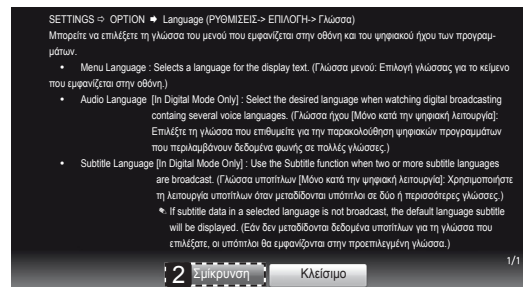 SETTINGS ⇨ OPTION ➡ Language (ΡΥΘΜΙΣΕΙΣ-> ΕΠΙΛΟΓΗ-> Γλώσσα)
Μπορείτε να επιλέξετε τη γλώσσα του μενού που εμφανίζεται στην οθόνη και του ψηφιακού ήχου των προγραμ-
μάτων.
• Menu Language : Selects a language for the display text. (Γλώσσα μενού: Επιλογή γλώσσας για το κείμενο
που εμφανίζεται στην οθόνη.)
• Audio Language [In Digital Mode Only] : Select the desired language when watching digital broadcasting
containg several voice languages. (Γλώσσα ήχου [Μόνο κατά την ψηφιακή λειτουργία]:
Επιλέξτε τη γλώσσα που επιθυμείτε για την παρακολούθηση ψηφιακών προγραμμάτων
που περιλαμβάνουν δεδομένα φωνής σε πολλές γλώσσες.)
• Subtitle Language [In Digital Mode Only] : Use the Subtitle function when two or more subtitle languages
are broadcast. (Γλώσσα υποτίτλων [Μόνο κατά την ψηφιακή λειτουργία]: Χρησιμοποιήστε
τη λειτουργία υποτίτλων όταν μεταδίδονται υπότιτλοι σε δύο ή περισσότερες γλώσσες.)
✎ If subtitle data in a selected language is not broadcast, the default language subtitle
will be displayed. (Εάν δεν μεταδίδονται δεδομένα υποτίτλων για τη γλώσσα που
επιλέξατε, οι υπότιτλοι θα εμφανίζονται στην προεπιλεγμένη γλώσσα.)
1/1
2 Σμίκρυνση Κλείσιμο